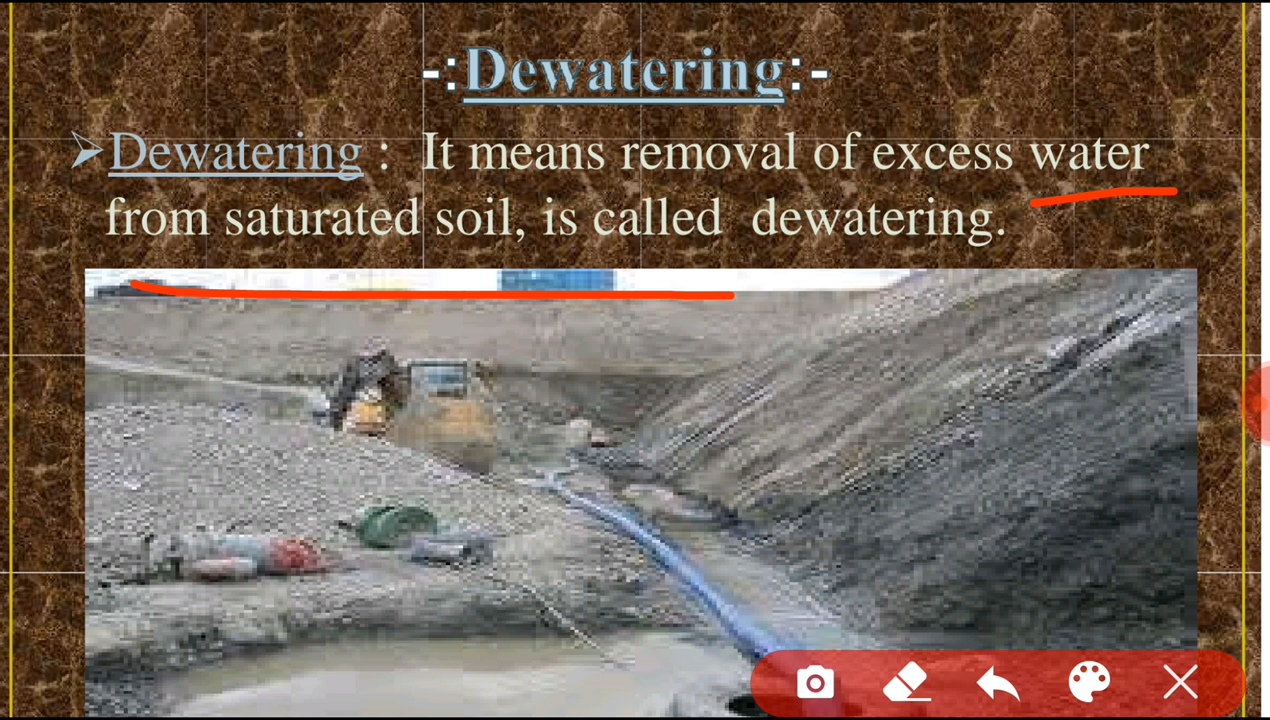 -:Dewatering:-
➢Dewatering : It means removal of excess water
from saturated soil, is called dewatering.